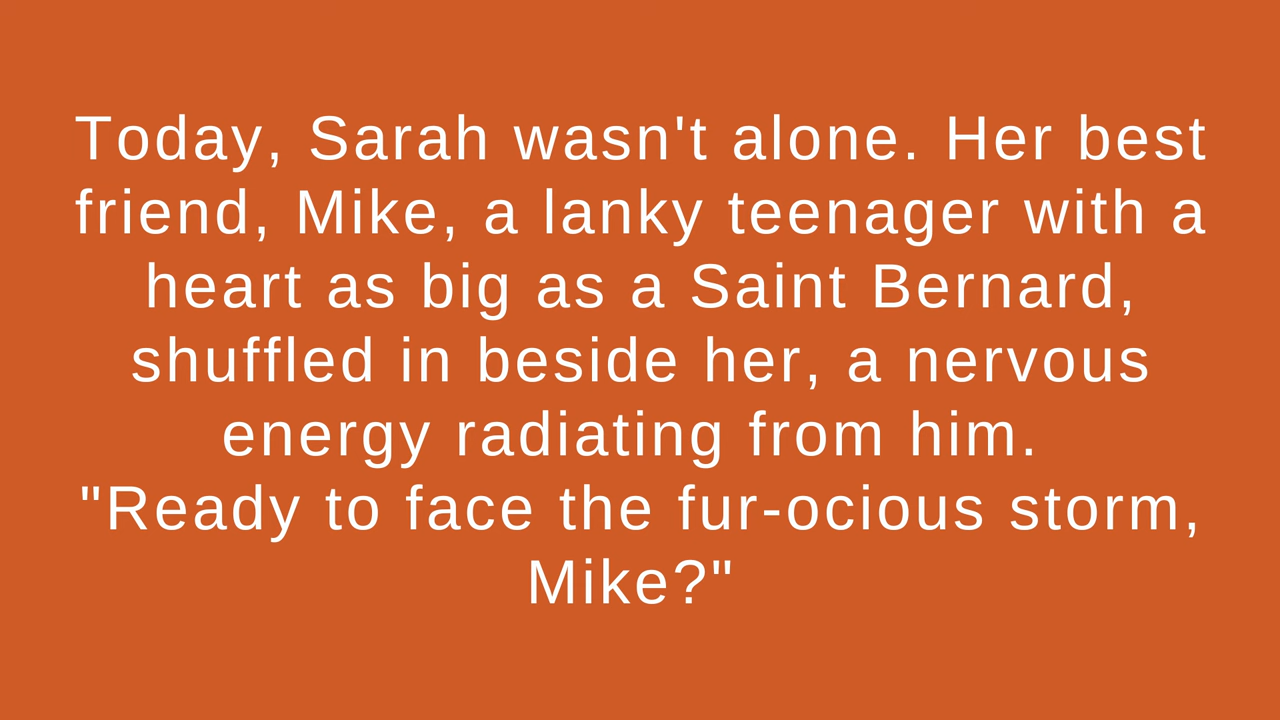 Today, Sarah wasn't alone. Her best
friend, Mike, a lanky teenager with a
heart as big as a Saint Bernard,
shuffled in beside her, a nervous
energy radiating from him.
"Ready to face the fur-ocious storm,
Mike?"